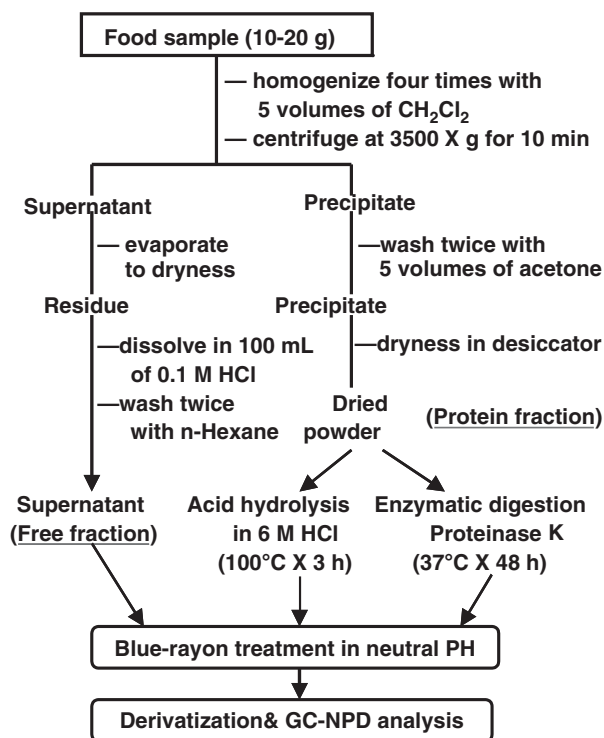 Food sample (10-20 g)
— homogenize four times with
5 volumes of CH₂Cl₂
— centrifuge at 3500 X g for 10 min
Supernatant
— evaporate
to dryness
Residue
—dissolve in 100 mL
of 0.1 M HCl
—wash twice
with n-Hexane
Supernatant
(Free fraction)
Precipitate
—wash twice with
5 volumes of acetone
Precipitate
—dryness in desiccator
Dried
powder
(Protein fraction)
Acid hydrolysis
in 6 M HCl
(100°C X 3 h)
Enzymatic digestion
Proteinase K
(37°C X 48 h)
Blue-rayon treatment in neutral PH
Derivatization& GC-NPD analysis